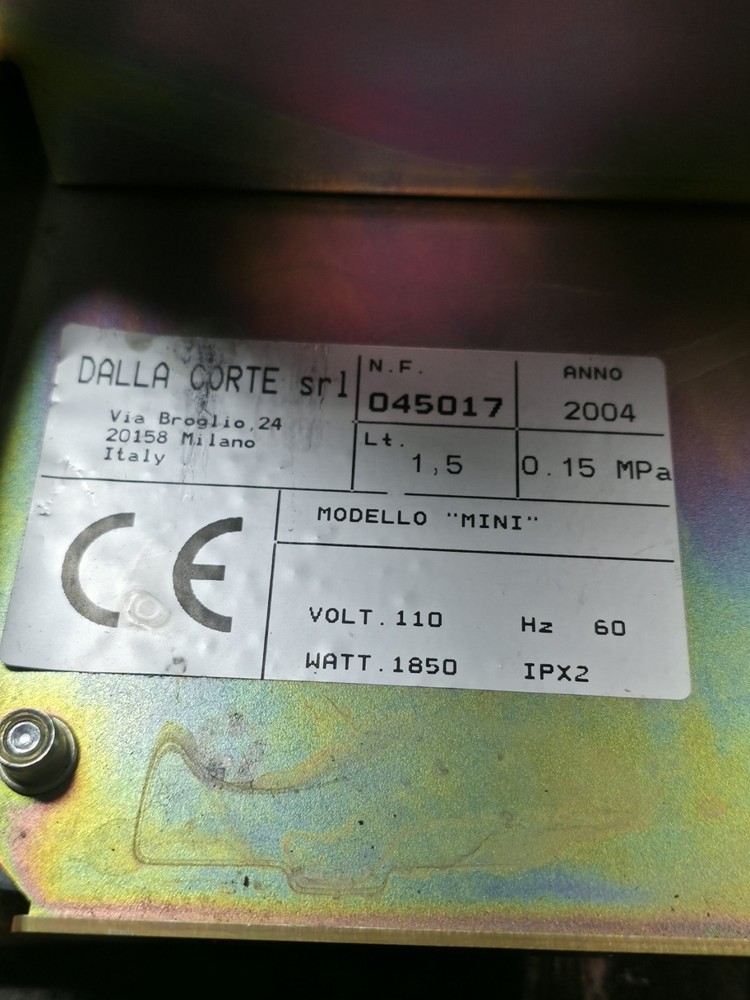 DALLA CORTE srl
Via Broglio,24
20158 Milano
Italy
N.F.
045017
ANNO
2004
Lt.
1,5
0.15 MPa
CE
MODELLO "MINI"
VOLT.110 Hz 60
WATT.1850 IPX2